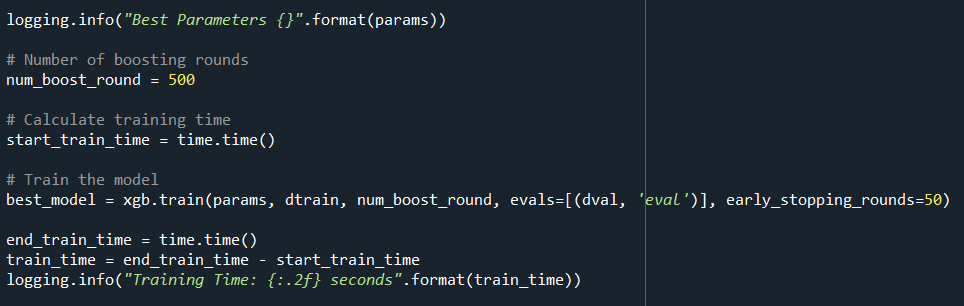 logging.info("Best Parameters {}".format(params))
# Number of boosting rounds
num_boost_round = 500
# Calculate training time
start_train_time = time.time()
# Train the model
best_model = xgb.train(params, dtrain, num_boost_round, evals=[(dval, 'eval')], early_stopping_rounds=50)
end_train_time = time.time()
train_time = end_train_time - start_train_time
logging.info("Training Time: {:.2f} seconds".format(train_time))